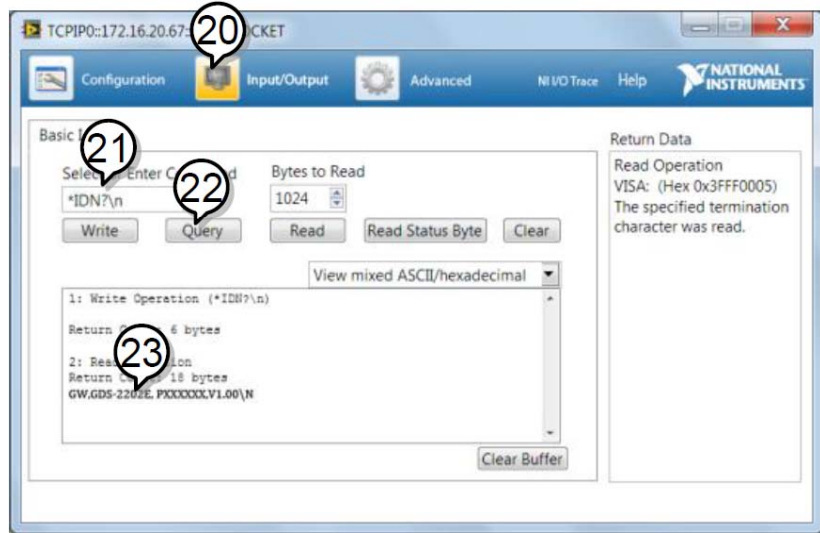 TCPIP0::172.16.20.67: CKET
20
Configuration
Input/Output
Advanced
NI I/O Trace
Help
NATIONAL INSTRUMENTS
Basic
Return Data
21
Select Enter
22
Bytes to Read
*IDN?\n
1024
Write
Query
Read
Read Status Byte
Clear
Read Operation
VISA: (Hex 0x3FFF0005)
The specified termination
character was read.
View mixed ASCII/hexadecimal
1: Write Operation (*IDN?\n)
Return 6 bytes
23
2:
Return 18 bytes
GW,GDS-2202E, PXXXXXX,V1.00\N
Clear Buffer